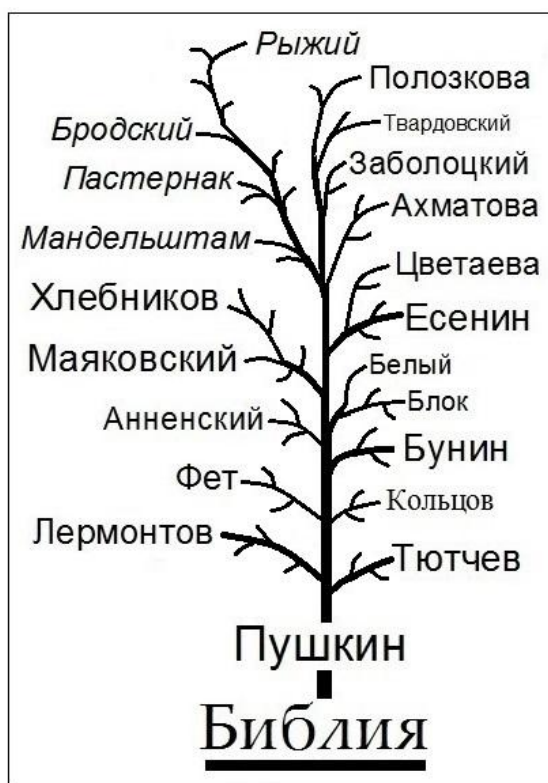 Рыжий
Полозкова
Твардовский
Бродский
Заболоцкий
Пастернак
Ахматова
Мандельштам
Цветаева
Хлебников
Есенин
Маяковский
Белый
Блок
Анненский
Бунин
Фет
Кольцов
Лермонтов
Тютчев
Пушкин
Библия